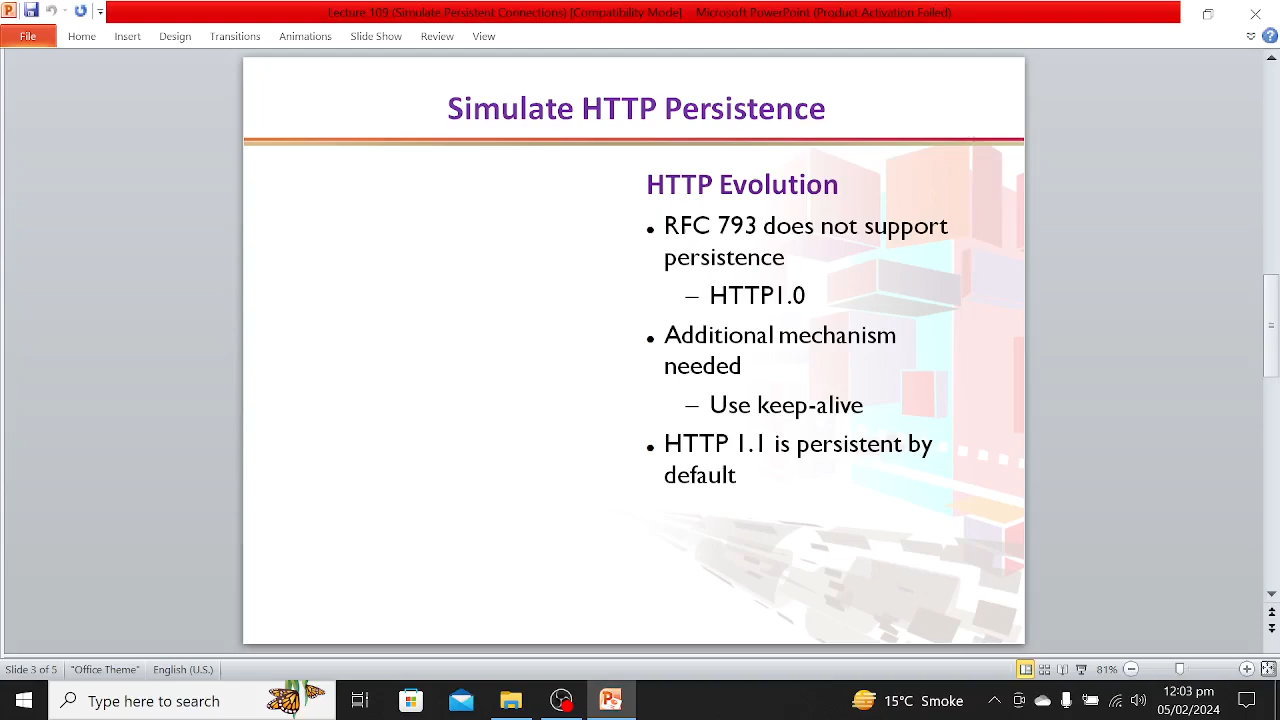 Lecture 109 (Simulate Persistent Connections) [Compatibility Mode] - Microsoft PowerPoint (Product Activation Failed)
File Home Insert Design Transitions Animations Slide Show Review View
Simulate HTTP Persistence
HTTP Evolution
• RFC 793 does not support
persistence
– HTTP1.0
• Additional mechanism
needed
– Use keep-alive
• HTTP 1.1 is persistent by
default
Slide 3 of 5 "Office Theme" English (U.S.) 81%
Type here to search 15°C Smoke 12:03 pm
05/02/2024